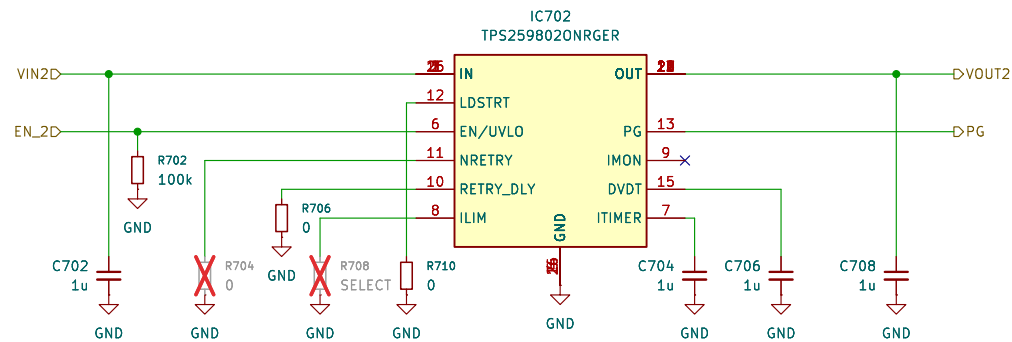 IC702
TPS259802ONRGER
VIN2
IN
OUT
VOUT2
12
LDSTRT
EN_2
6
EN/UVLO
PG
13
PG
R702
100k
GND
11
NRETRY
IMON
9
10
RETRY_DLY
DVDT
15
R706
0
GND
8
ILIM
ITIMER
7
GND
C702
1u
GND
R704
0
GND
R708
SELECT
GND
R710
0
GND
GND
C704
1u
GND
C706
1u
GND
C708
1u
GND